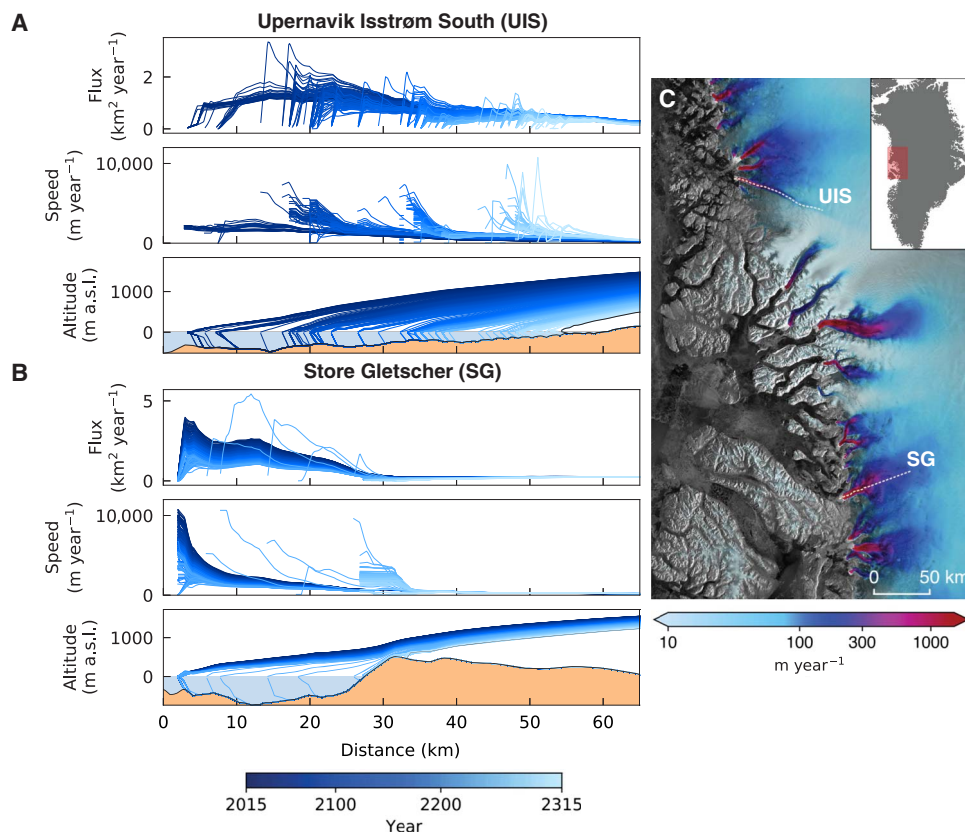 A
Upernavik Isstrøm South (UIS)
Flux
(km² year⁻¹)
2
0
Speed
(m year⁻¹)
10,000
0
Altitude
(m a.s.l.)
1000
0
B
Store Gletscher (SG)
Flux
(km² year⁻¹)
5
0
Speed
(m year⁻¹)
10,000
0
Altitude
(m a.s.l.)
1000
0
0 10 20 30 40 50 60
Distance (km)
2015 2100 2200 2315
Year
C
UIS
SG
0 50 km
10 100 300 1000
m year⁻¹